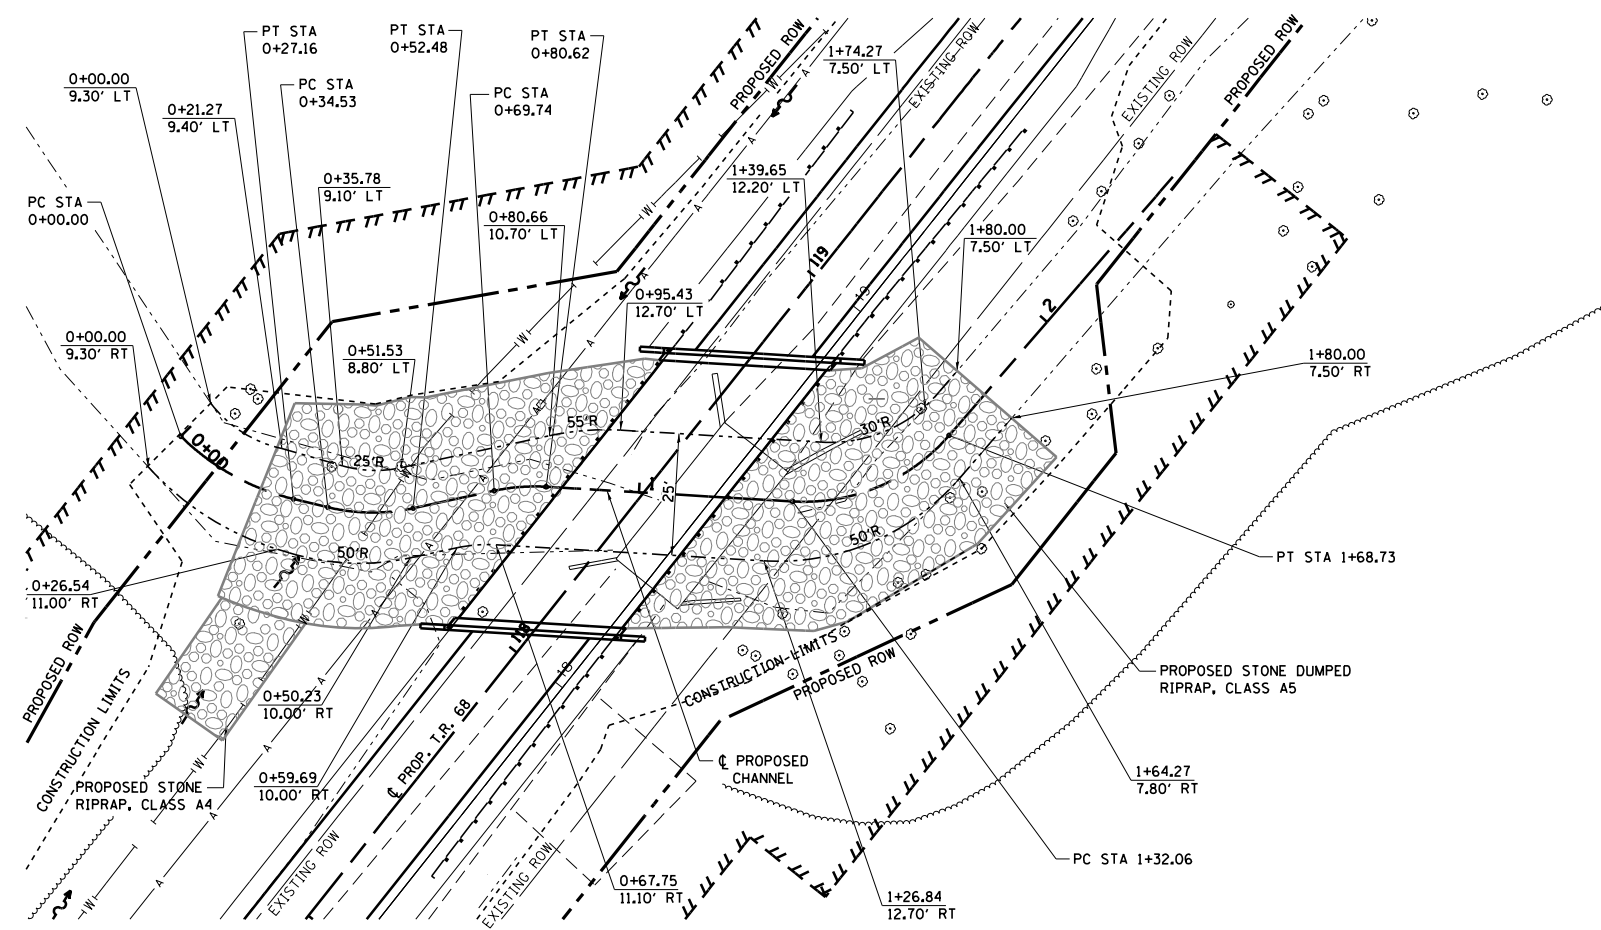 PT STA
0+27.16
PT STA
0+52.48
PT STA
0+80.62
1+74.27
7.50' LT
PROPOSED ROW
EXISTING ROW
EXISTING ROW
PROPOSED ROW
0+00.00
9.30' LT
PC STA
0+34.53
PC STA
0+69.74
0+21.27
9.40' LT
W
A
A
0+35.78
9.10' LT
1+39.65
12.20' LT
PC STA
0+00.00
W
A
0+80.66
10.70' LT
1+80.00
7.50' LT
119
A
0+95.43
12.70' LT
19
2
0+00.00
9.30' RT
W
0+51.53
8.80' LT
1+80.00
7.50' RT
A
55'R
30'R
0+00
25'R
W
A
1
25'
50'R
A
50'R
PT STA 1+68.73
0+26.54
11.00' RT
W
A
118
18
PROPOSED ROW
CONSTRUCTION LIMITS
CONSTRUCTION LIMITS
PROPOSED ROW
PROPOSED STONE DUMPED
RIPRAP, CLASS A5
A
0+50.23
10.00' RT
℄ PROP. T.R. 68
A
W
℄ PROPOSED
CHANNEL
0+59.69
10.00' RT
1+64.27
7.80' RT
PROPOSED STONE
RIPRAP, CLASS A4
A
W
EXISTING ROW
EXISTING ROW
PC STA 1+32.06
A
W
0+67.75
11.10' RT
1+26.84
12.70' RT